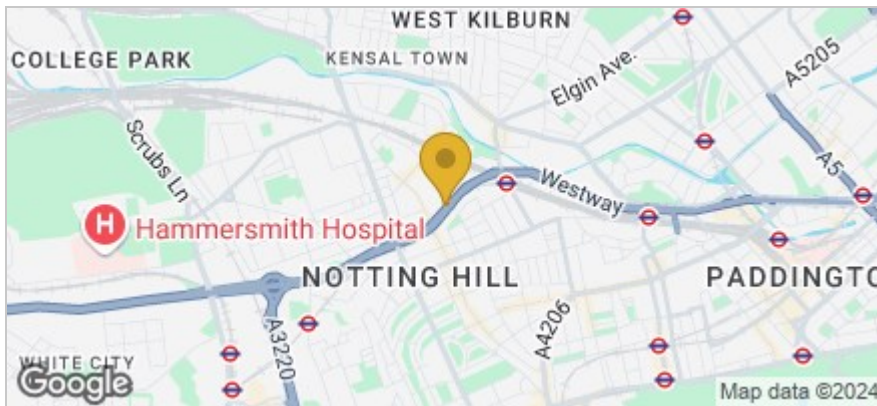 WEST KILBURN
COLLEGE PARK
KENSAL TOWN
Elgin Ave.
A5205
Scrubs Ln
A5
Westway
H Hammersmith Hospital
NOTTING HILL
PADDINGTO
A4206
A3220
WHITE CITY
Google
Map data ©2024